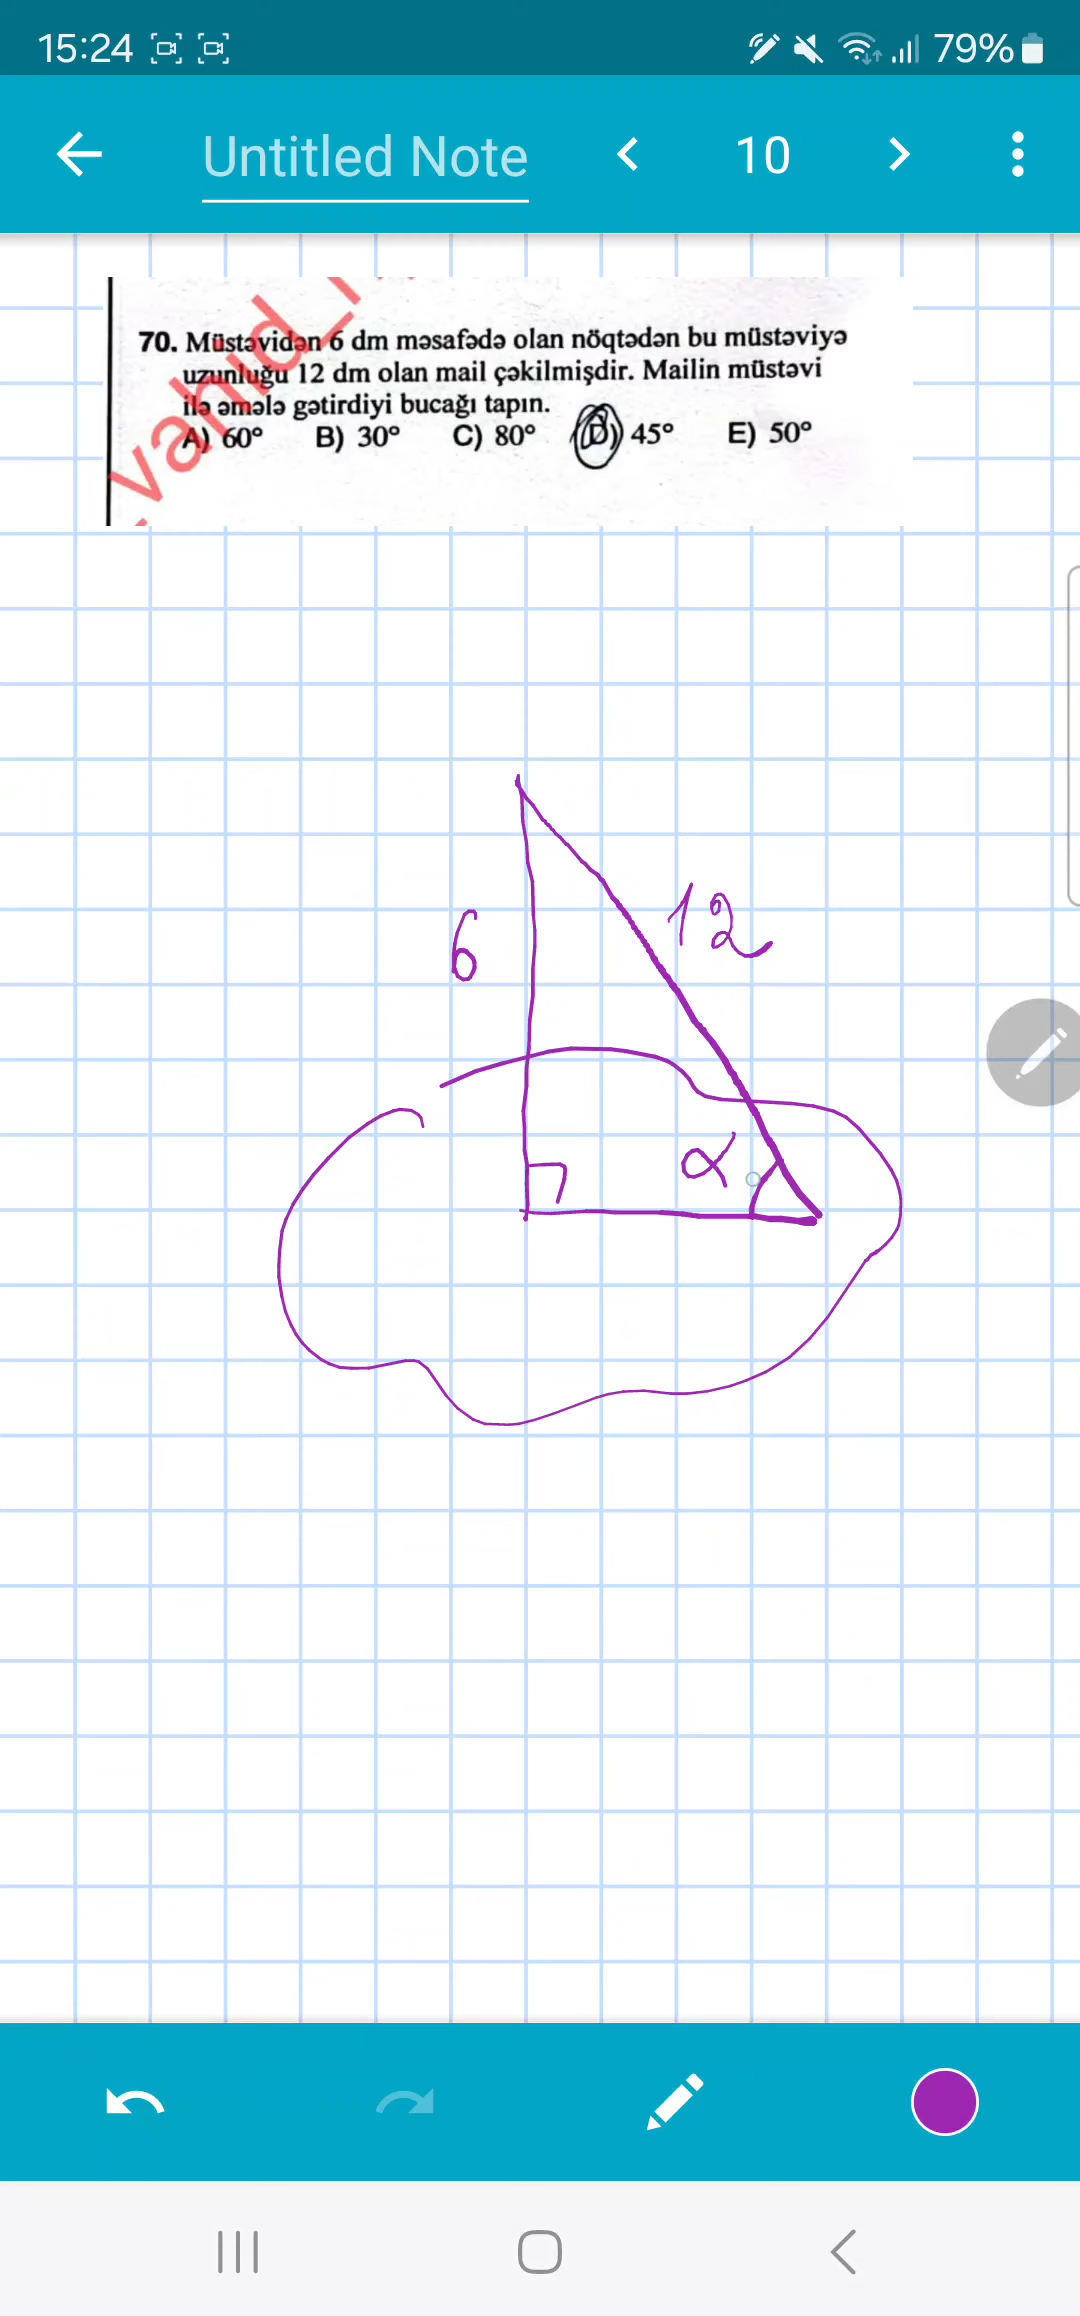 15:24 79%
Untitled Note 10
_vahid_
70. Müstəvidən 6 dm məsafədə olan nöqtədən bu müstəviyə
uzunluğu 12 dm olan mail çəkilmişdir. Mailin müstəvi
ilə əmələ gətirdiyi bucağı tapın.
A) 60° B) 30° C) 80° D) 45° E) 50°
6 12
α